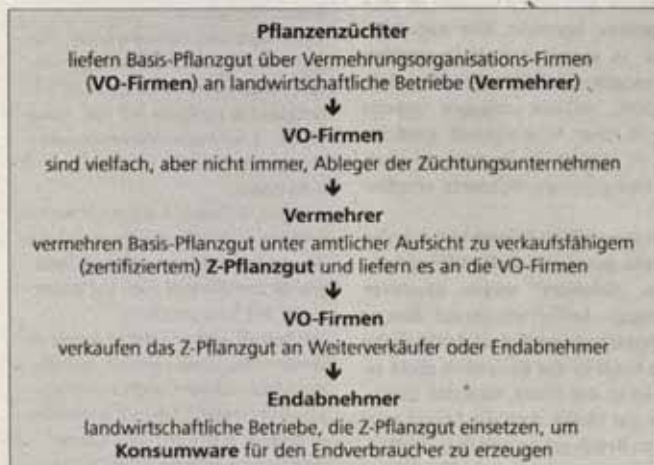 Pflanzenzüchter
liefern Basis-Pflanzgut über Vermehrungsorganisations-Firmen
(VO-Firmen) an landwirtschaftliche Betriebe (Vermehrer)
↓
VO-Firmen
sind vielfach, aber nicht immer, Ableger der Züchtungsunternehmen
↓
Vermehrer
vermehren Basis-Pflanzgut unter amtlicher Aufsicht zu verkaufsfähigem
(zertifiziertem) Z-Pflanzgut und liefern es an die VO-Firmen
↓
VO-Firmen
verkaufen das Z-Pflanzgut an Weiterverkäufer oder Endabnehmer
↓
Endabnehmer
landwirtschaftliche Betriebe, die Z-Pflanzgut einsetzen, um
Konsumware für den Endverbraucher zu erzeugen